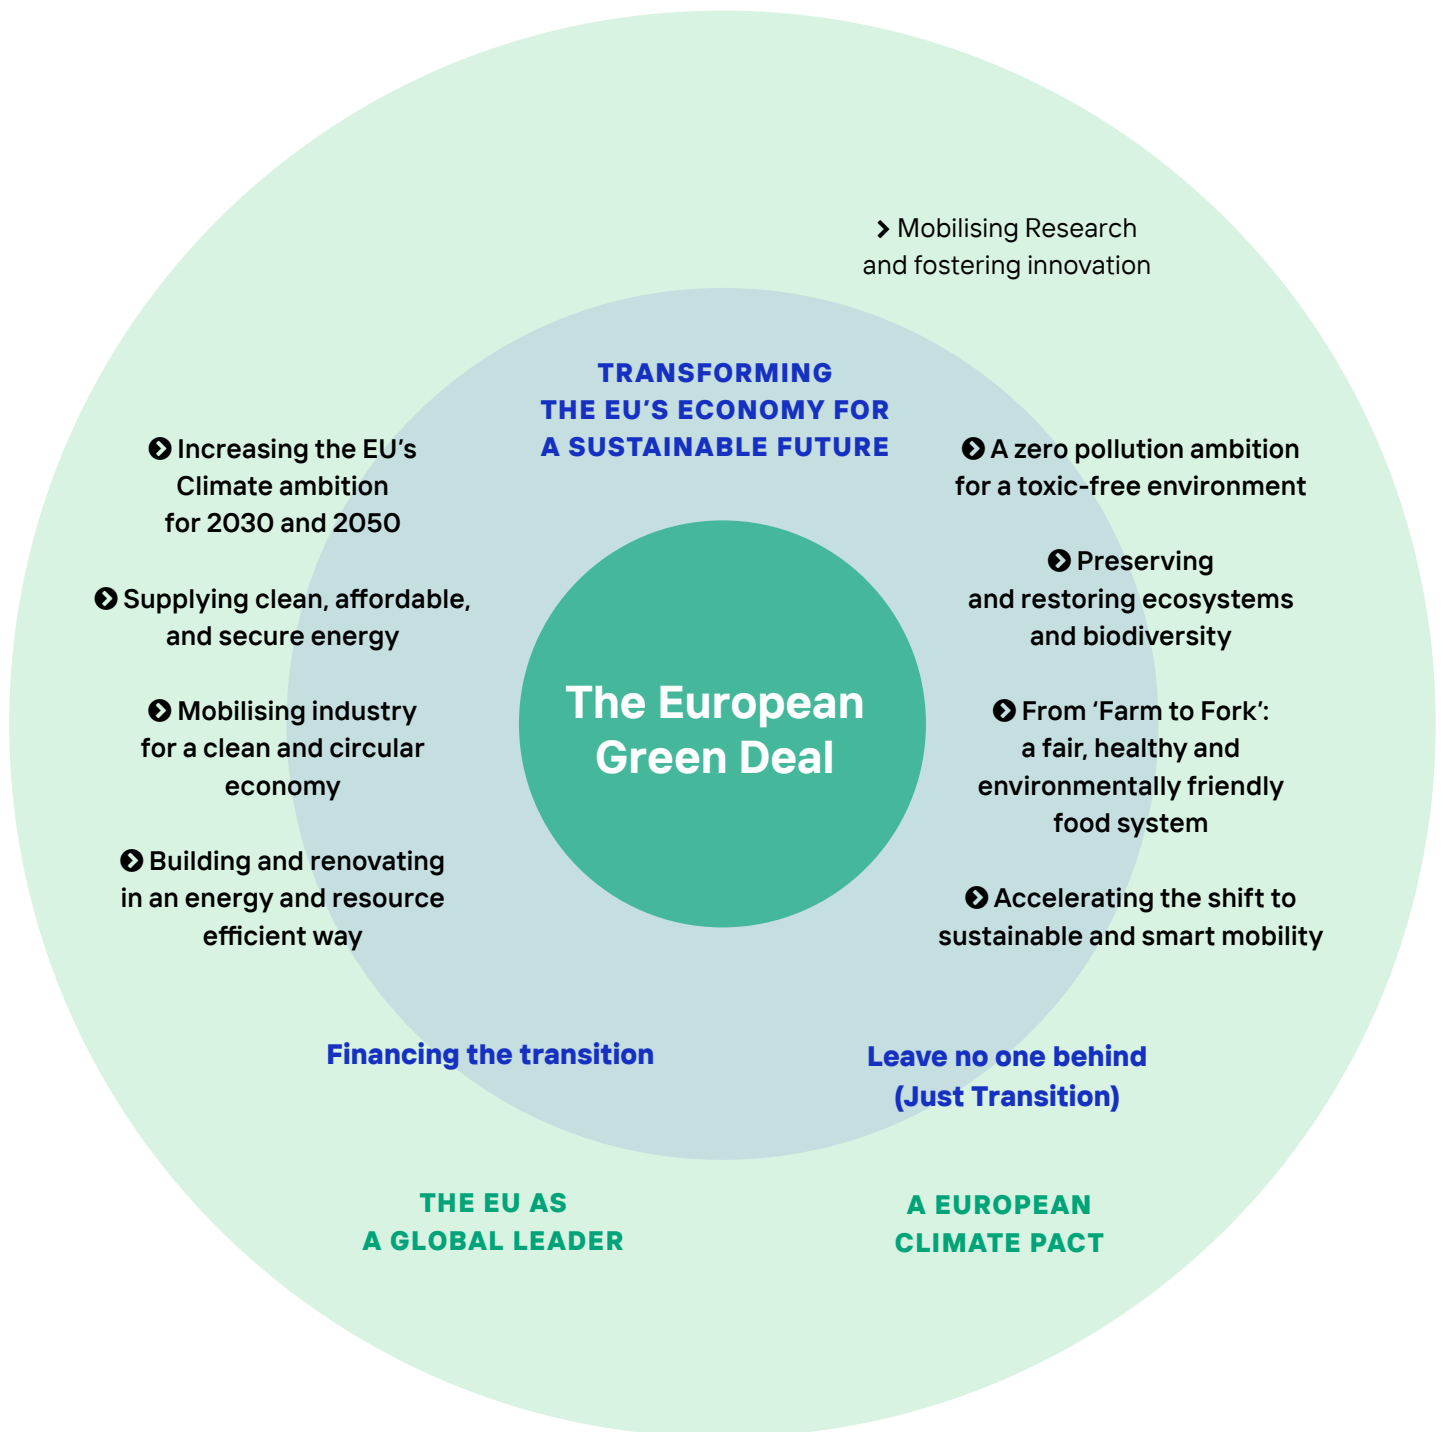 Mobilising Research
and fostering innovation
TRANSFORMING
THE EU'S ECONOMY FOR
A SUSTAINABLE FUTURE
Increasing the EU's
Climate ambition
for 2030 and 2050
Supplying clean, affordable,
and secure energy
Mobilising industry
for a clean and circular
economy
Building and renovating
in an energy and resource
efficient way
The European
Green Deal
A zero pollution ambition
for a toxic-free environment
Preserving
and restoring ecosystems
and biodiversity
From ‘Farm to Fork’:
a fair, healthy and
environmentally friendly
food system
Accelerating the shift to
sustainable and smart mobility
Financing the transition
Leave no one behind
(Just Transition)
THE EU AS
A GLOBAL LEADER
A EUROPEAN
CLIMATE PACT